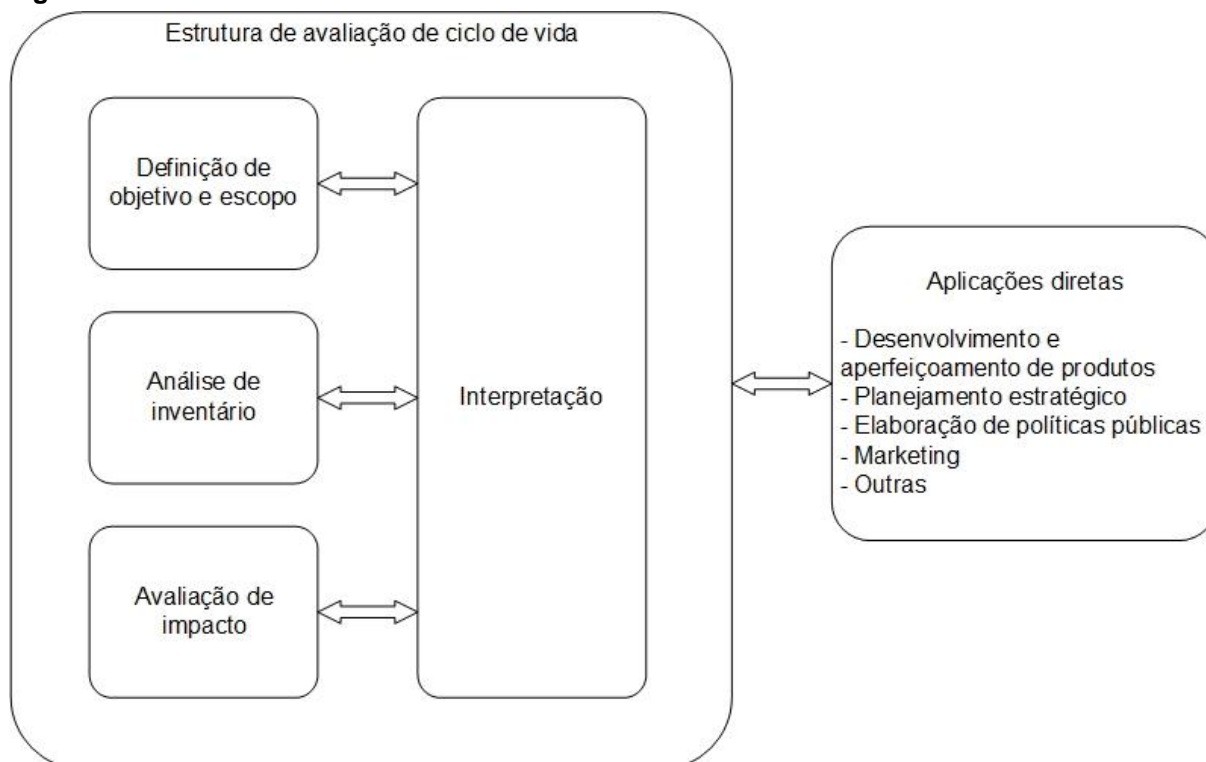 Estrutura de avaliação de ciclo de vida
Definição de
objetivo e escopo
Análise de
inventário
Avaliação de
impacto
Interpretação
Aplicações diretas
- Desenvolvimento e
aperfeiçoamento de produtos
- Planejamento estratégico
- Elaboração de políticas públicas
- Marketing
- Outras